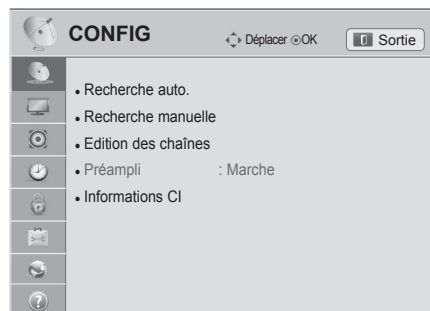 CONFIG
Déplacer OK
Sortie
• Recherche auto.
• Recherche manuelle
• Edition des chaînes
• Préampli : Marche
• Informations CI
?